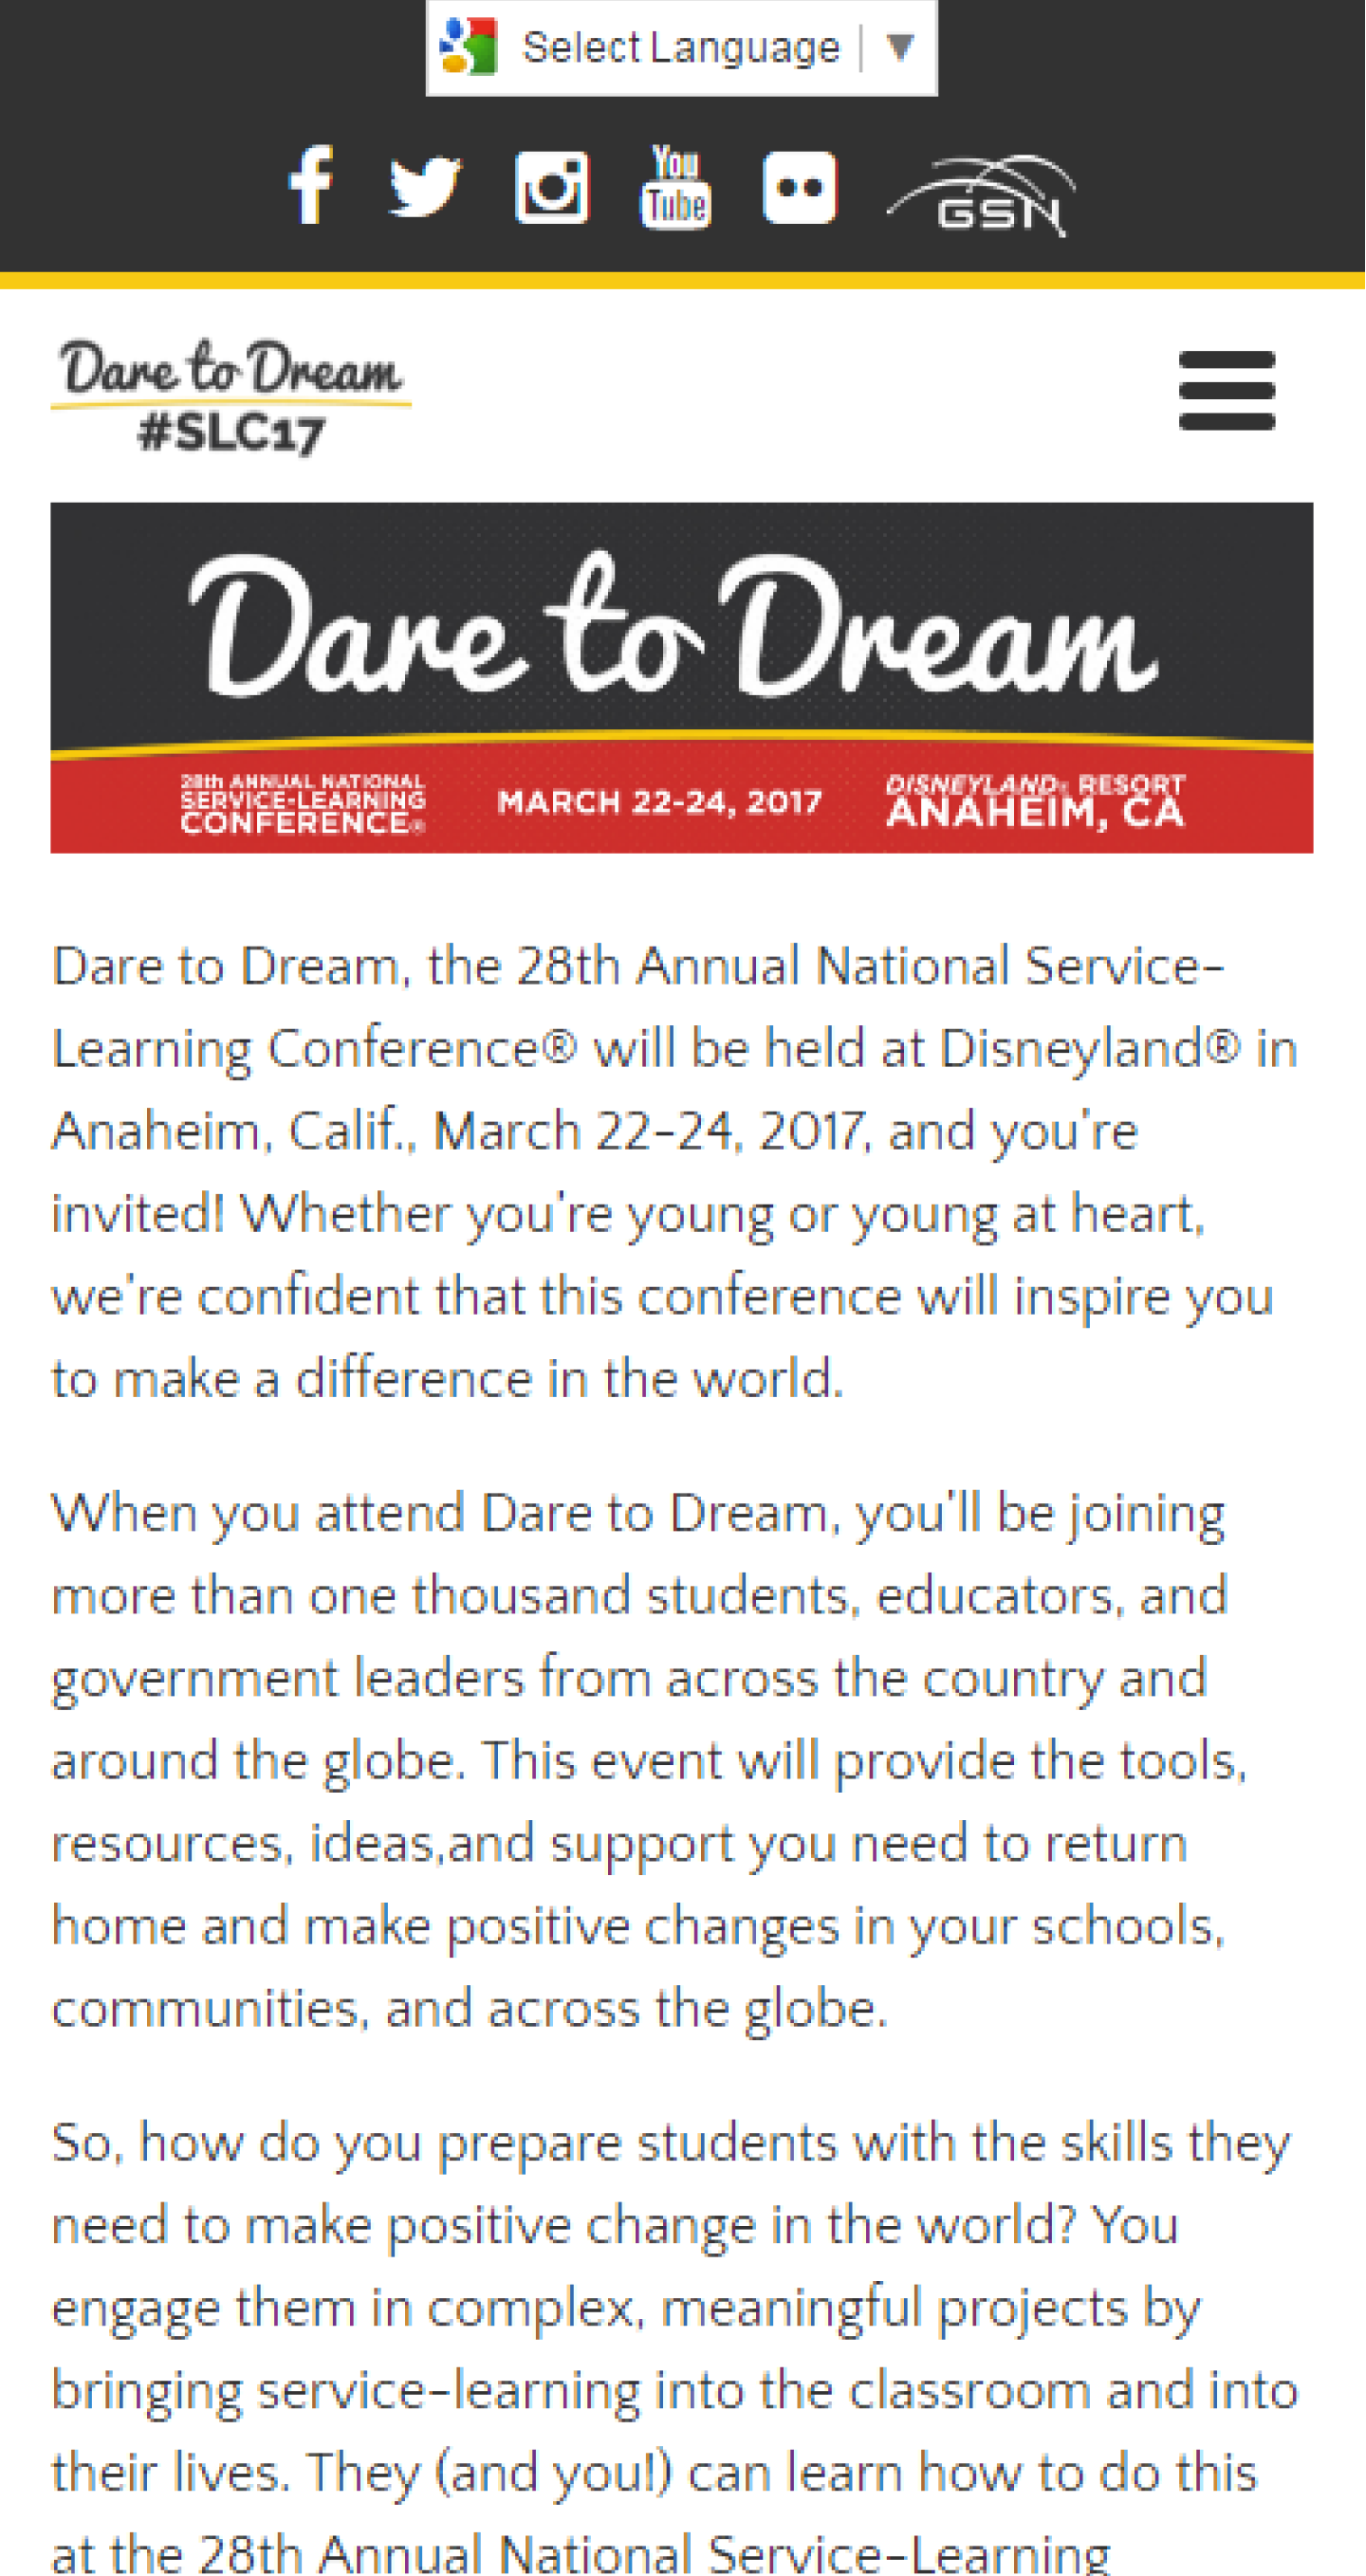 Select Language ▼
You
Tube
GSN
Dare to Dream
#SLC17
Dare to Dream
28th ANNUAL NATIONAL
SERVICE-LEARNING
CONFERENCE®
MARCH 22-24, 2017
DISNEYLAND® RESORT
ANAHEIM, CA
Dare to Dream, the 28th Annual National Service-
Learning Conference® will be held at Disneyland® in
Anaheim, Calif., March 22-24, 2017, and you're
invited! Whether you're young or young at heart,
we're confident that this conference will inspire you
to make a difference in the world.
When you attend Dare to Dream, you'll be joining
more than one thousand students, educators, and
government leaders from across the country and
around the globe. This event will provide the tools,
resources, ideas,and support you need to return
home and make positive changes in your schools,
communities, and across the globe.
So, how do you prepare students with the skills they
need to make positive change in the world? You
engage them in complex, meaningful projects by
bringing service-learning into the classroom and into
their lives. They (and you!) can learn how to do this
at the 28th Annual National Service-Learning